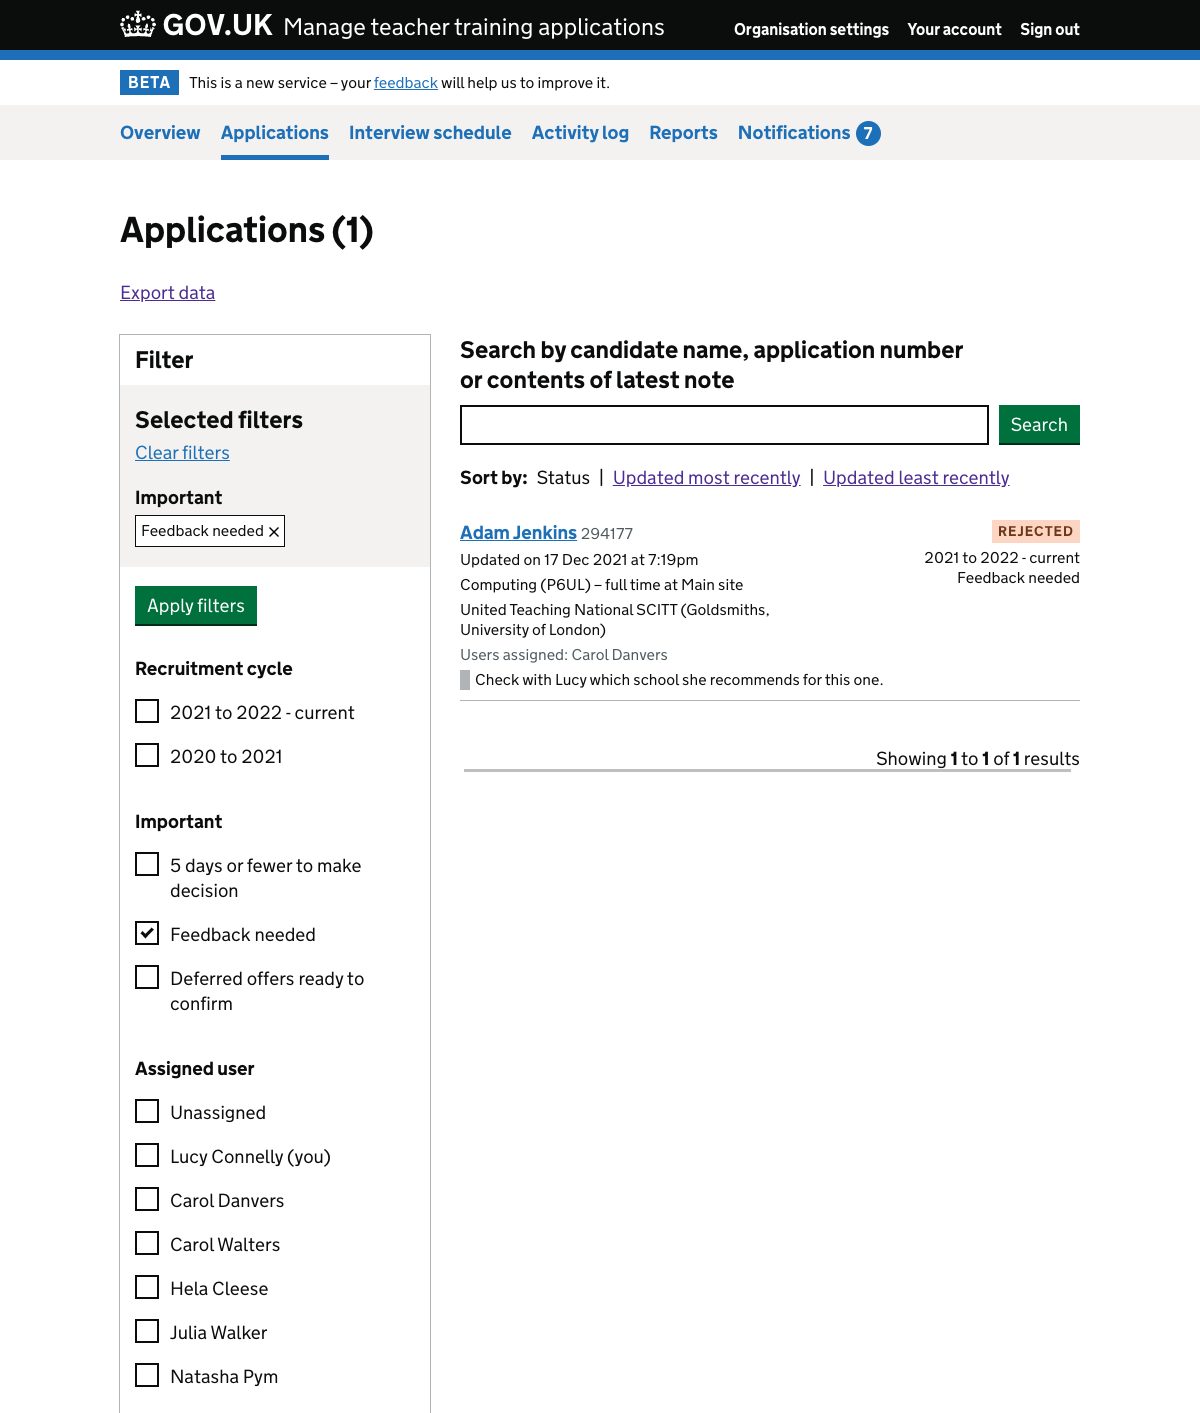 GOV.UK Manage teacher training applications Organisation settings Your account Sign out
BETA This is a new service – your feedback will help us to improve it.
Overview Applications Interview schedule Activity log Reports Notifications 7
Applications (1)
Export data
Filter
Selected filters
Clear filters
Important
Feedback needed ×
Apply filters
Recruitment cycle
2021 to 2022 - current
2020 to 2021
Important
5 days or fewer to make
decision
Feedback needed
Deferred offers ready to
confirm
Assigned user
Unassigned
Lucy Connelly (you)
Carol Danvers
Carol Walters
Hela Cleese
Julia Walker
Natasha Pym
Search by candidate name, application number
or contents of latest note
Search
Sort by: Status | Updated most recently | Updated least recently
Adam Jenkins 294177
REJECTED
Updated on 17 Dec 2021 at 7:19pm
2021 to 2022 - current
Feedback needed
Computing (P6UL) – full time at Main site
United Teaching National SCITT (Goldsmiths,
University of London)
Users assigned: Carol Danvers
Check with Lucy which school she recommends for this one.
Showing 1 to 1 of 1 results